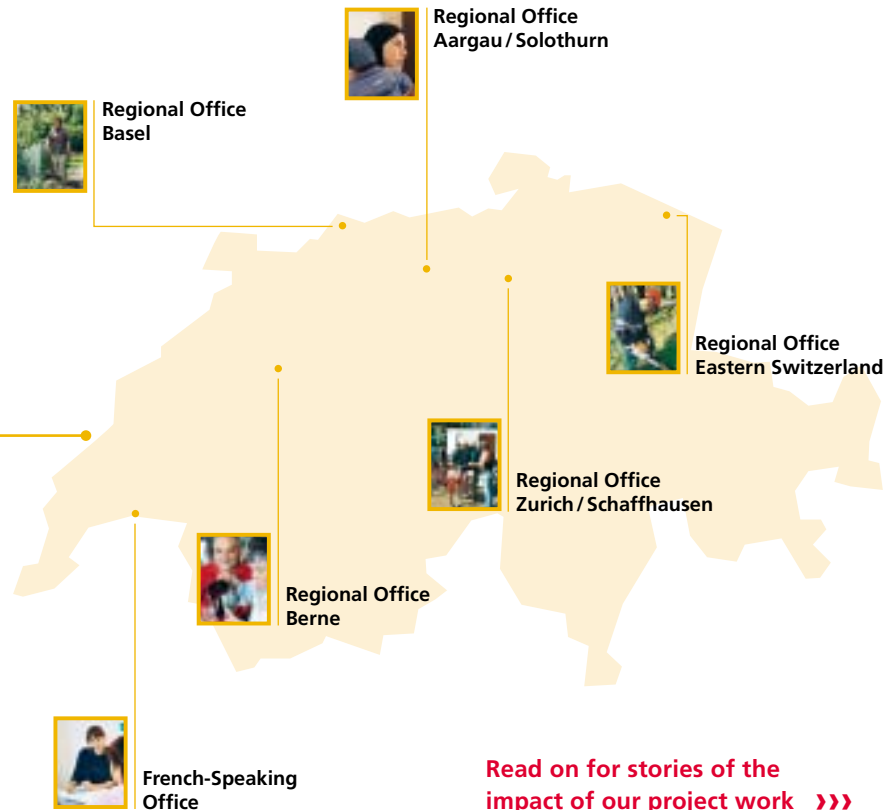 Regional Office
Aargau / Solothurn
Regional Office
Basel
Regional Office
Eastern Switzerland
Regional Office
Zurich / Schaffhausen
Regional Office
Berne
French-Speaking
Office
Read on for stories of the
impact of our project work ❯❯❯